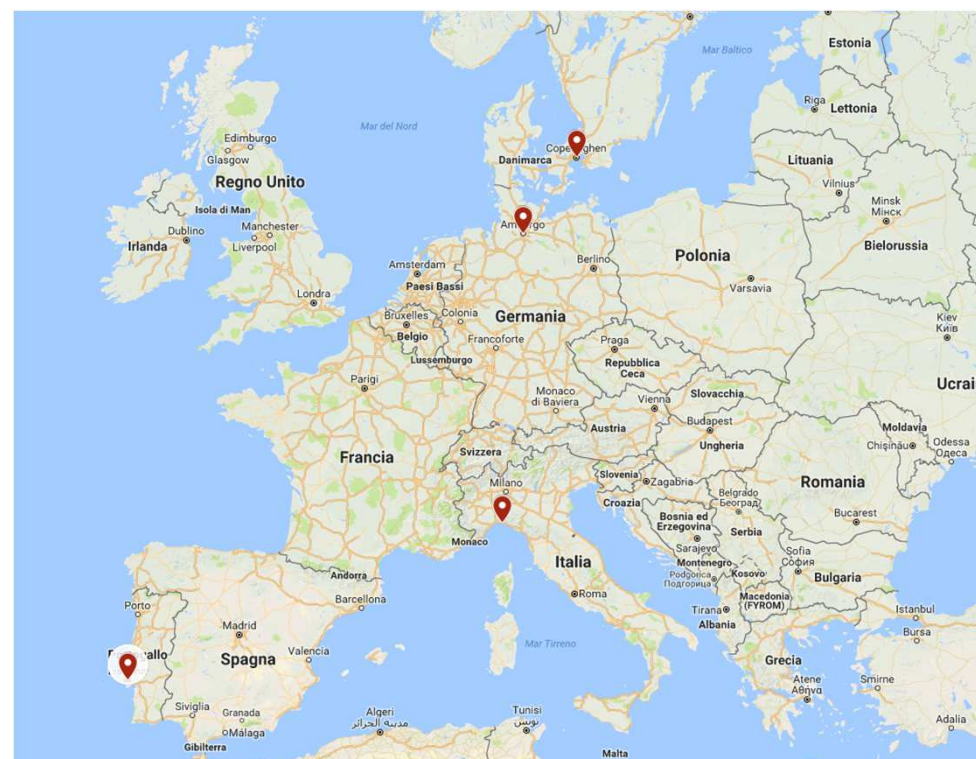 Mar Baltico
Estonia
Riga
Lettonia
Mar del Nord
Edimburgo
Glasgow
Danimarca
Lituania
Vilnius
Regno Unito
Isola di Man
Minsk
Мінск
Dublino
Manchester
Irlanda
Liverpool
Bielorussia
Polonia
Amsterdam
Berlino
Varsavia
Paesi Bassi
Londra
Bruxelles
Colonia
Germania
Kiev
Київ
Belgio
Praga
Francoforte
Lussemburgo
Repubblica
Ceca
Ucrai
Parigi
Monaco
di Baviera
Slovacchia
Vienna
Budapest
Moldavia
Austria
Ungheria
Chișinău
Odessa
Одеса
Francia
Svizzera
Slovenia
Zagabria
Milano
Romania
Croazia
Belgrado
Београд
Bosnia ed
Erzegovina
Bucarest
Serbia
Monaco
Sarajevo
Sofia
София
Italia
Montenegro
Andorra
Podgorica
Подгорица
Kosovo
Bulgaria
Roma
Macedonia
(FYROM)
Porto
Barcellona
Tirana
Istanbul
Albania
Madrid
Bursa
Mar Tirreno
Valencia
Spagna
Grecia
Atene
Αθήνα
Smirne
Siviglia
Granada
Málaga
Algeri
مدينة الجزائر
Tunisi
تونس
Adalia
Gibilterra
Malta